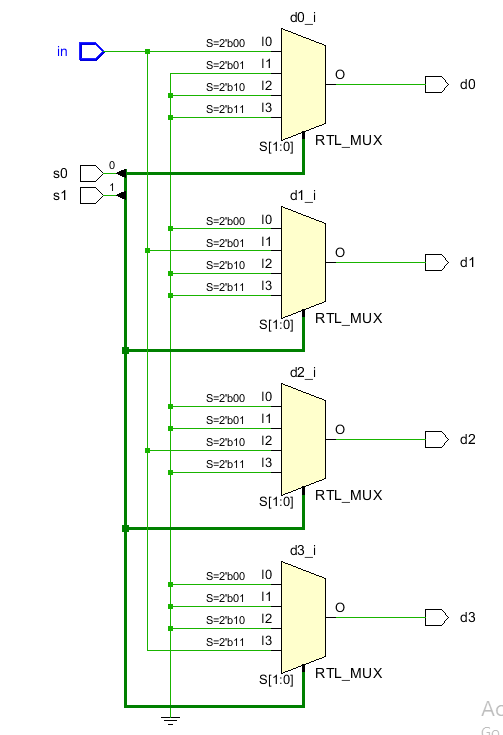 d0_i
in S=2'b00 I0
S=2'b01 I1
S=2'b10 I2 O d0
S=2'b11 I3
S[1:0] RTL_MUX
s0 0
s1 1
d1_i
S=2'b00 I0
S=2'b01 I1
S=2'b10 I2 O d1
S=2'b11 I3
S[1:0] RTL_MUX
d2_i
S=2'b00 I0
S=2'b01 I1
S=2'b10 I2 O d2
S=2'b11 I3
S[1:0] RTL_MUX
d3_i
S=2'b00 I0
S=2'b01 I1
S=2'b10 I2 O d3
S=2'b11 I3
S[1:0] RTL_MUX